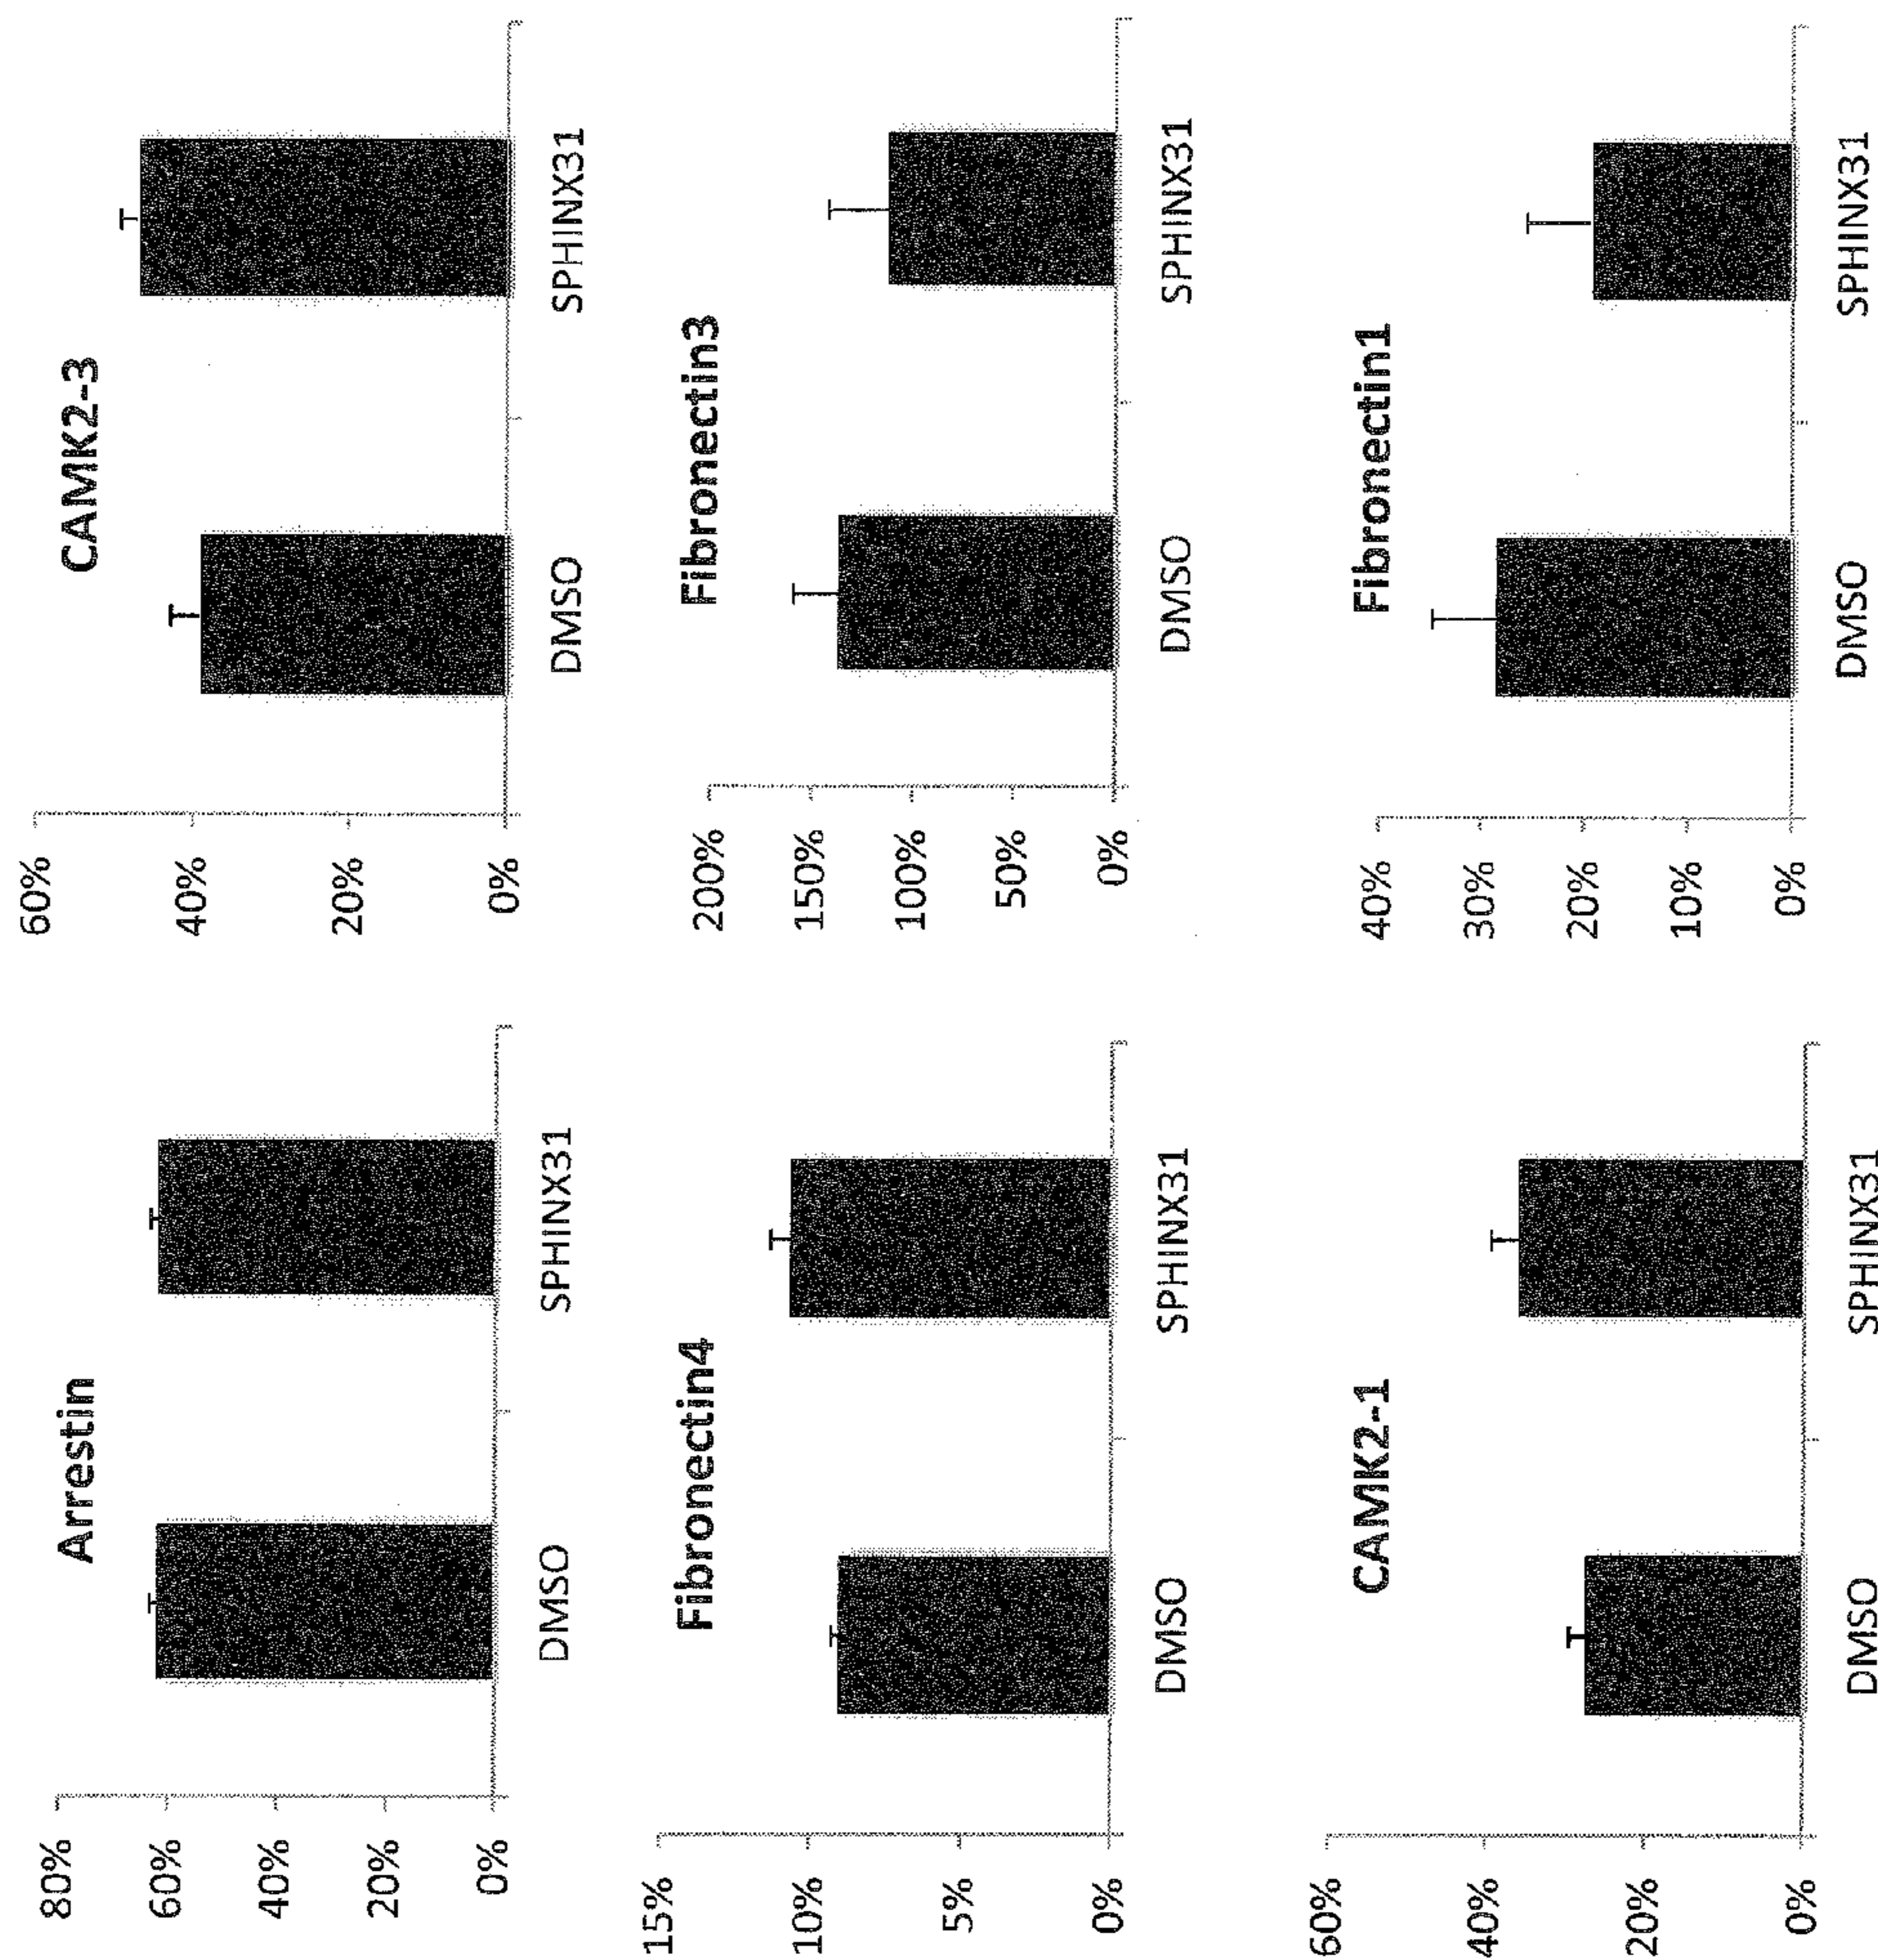 Arrestin
80%
60%
40%
20%
0%
DMSO
SPHINX31
CAMK2-3
60%
40%
20%
0%
DMSO
SPHINX31
Fibronectin4
15%
10%
5%
0%
DMSO
SPHINX31
Fibronectin3
200%
150%
100%
50%
0%
DMSO
SPHINX31
CAMK2-1
60%
40%
20%
0%
DMSO
SPHINX31
Fibronectin1
40%
30%
20%
10%
0%
DMSO
SPHINX31